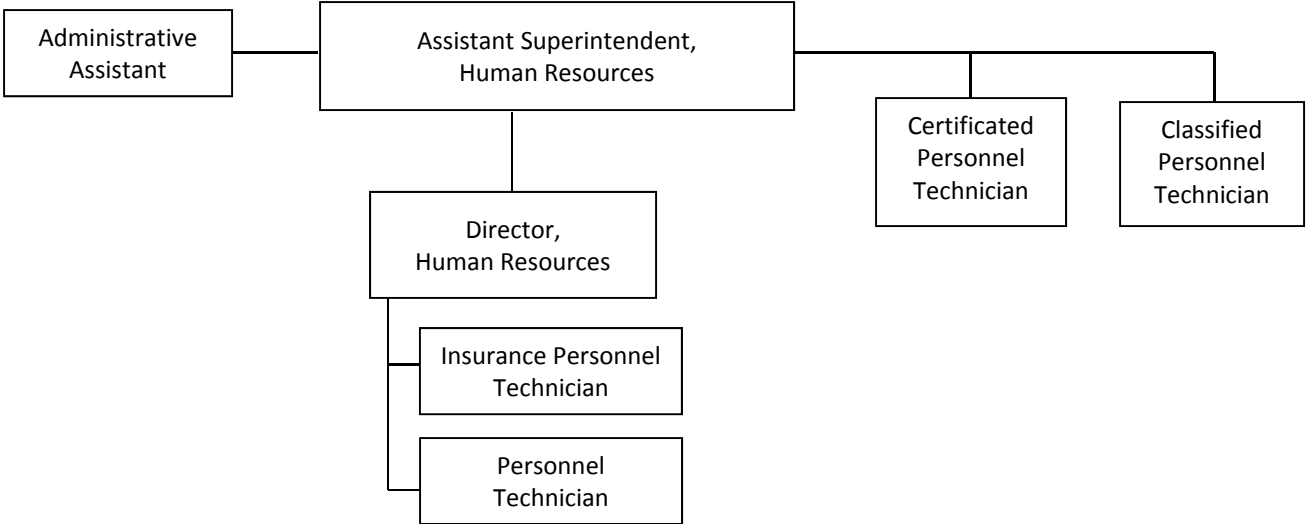 Administrative
Assistant
Assistant Superintendent,
Human Resources
Certificated
Personnel
Technician
Classified
Personnel
Technician
Director,
Human Resources
Insurance Personnel
Technician
Personnel
Technician